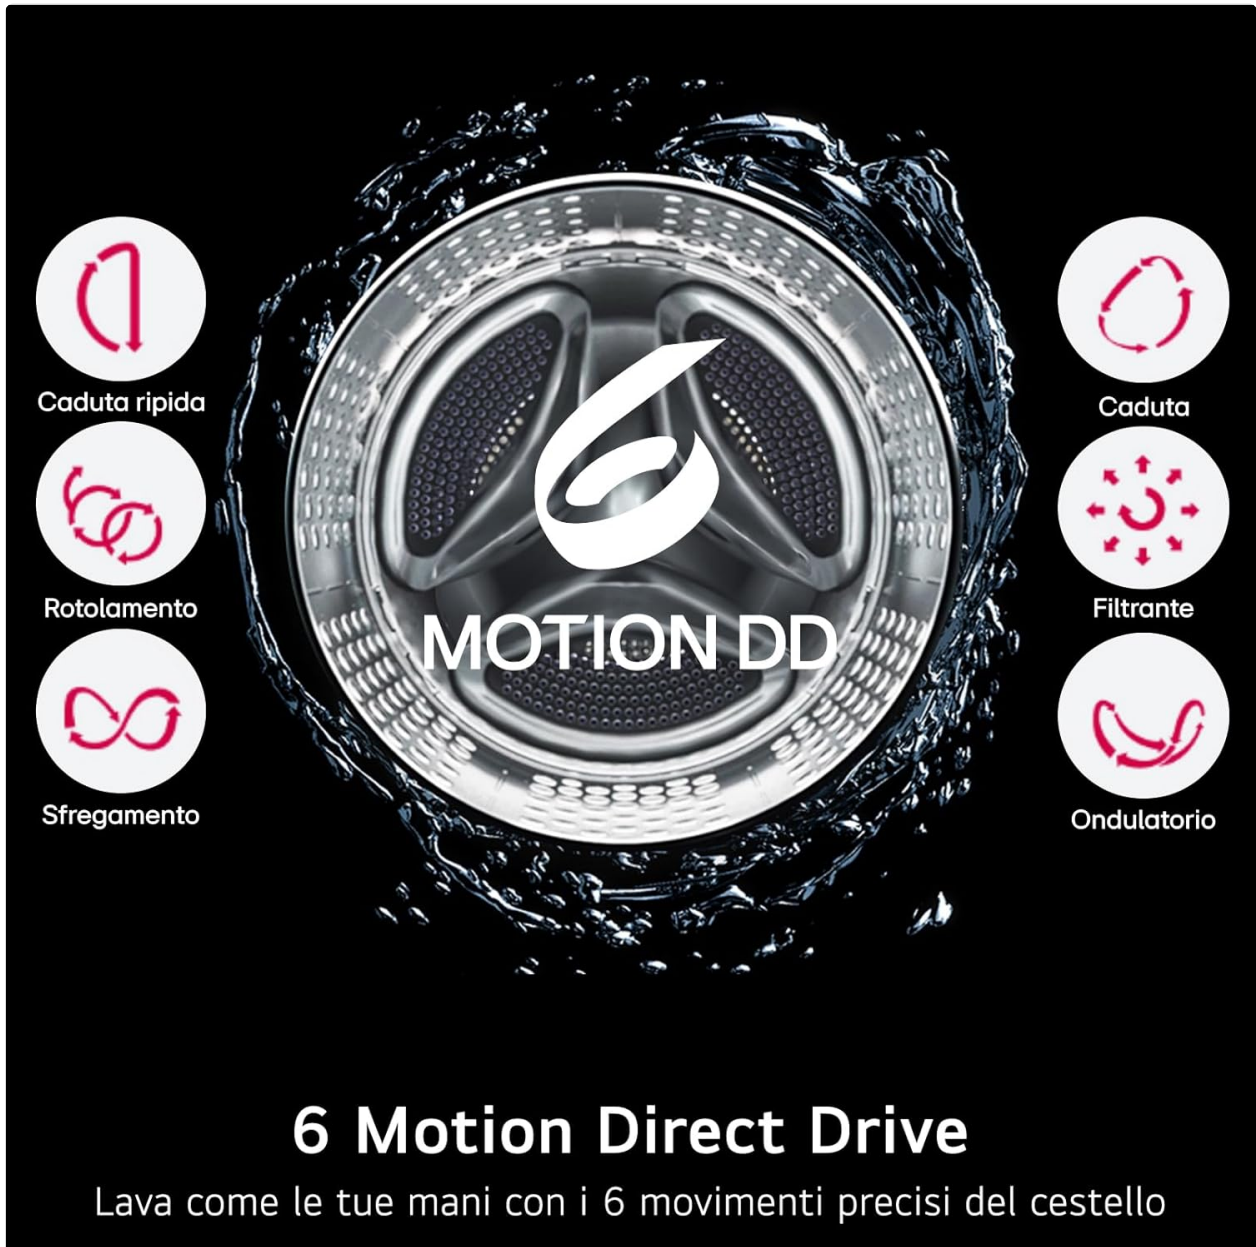 Caduta ripida
Rotolamento
Sfregamento
6
MOTION DD
Caduta
Filtrante
Ondulatorio
6 Motion Direct Drive
Lava come le tue mani con i 6 movimenti precisi del cestello